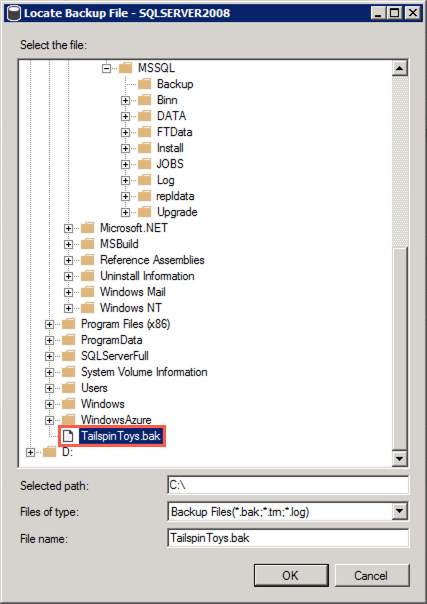 Locate Backup File - SQLSERVER2008
Select the file:
MSSQL
Backup
Binn
DATA
FTData
Install
JOBS
Log
repldata
Upgrade
Microsoft.NET
MSBuild
Reference Assemblies
Uninstall Information
Windows Mail
Windows NT
Program Files (x86)
ProgramData
SQLServerFull
System Volume Information
Users
Windows
WindowsAzure
TailspinToys.bak
D:
Selected path: C:\
Files of type: Backup Files(*.bak;*.trn;*.log)
File name: TailspinToys.bak
OK Cancel